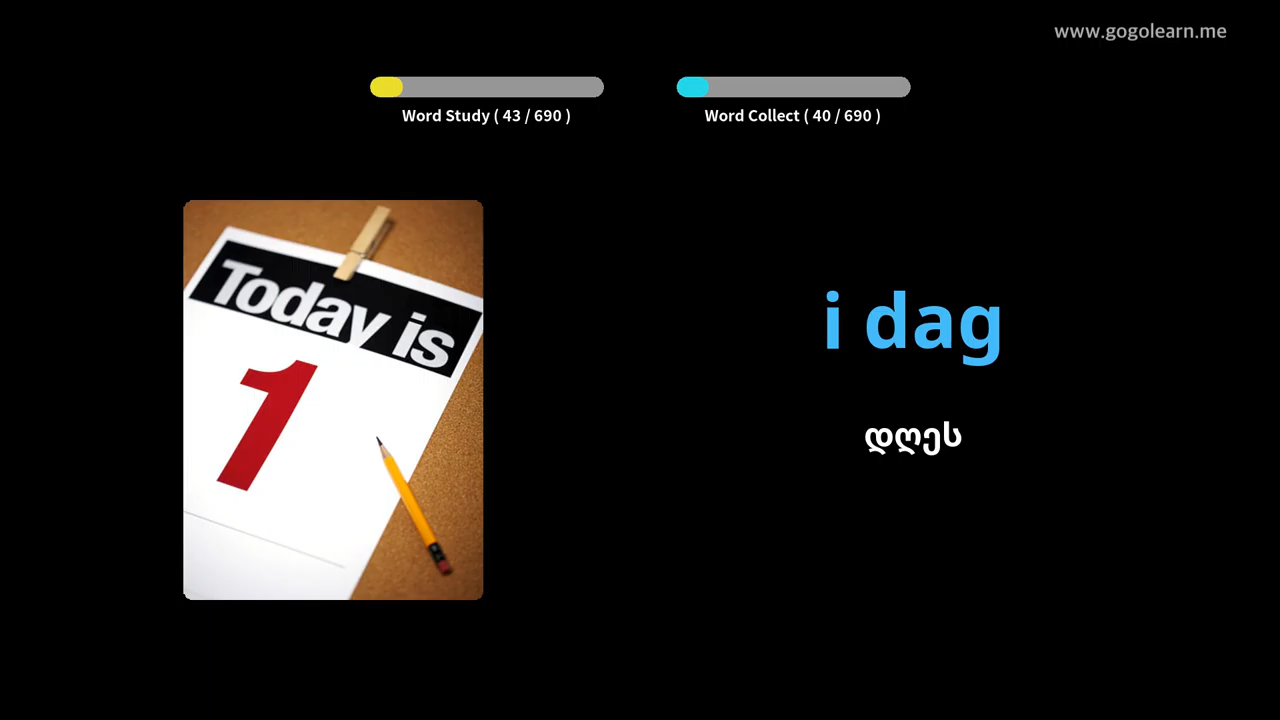 www.gogolearn.me
Word Study ( 43 / 690 )
Word Collect ( 40 / 690 )
Today is
1
i dag
დღეს